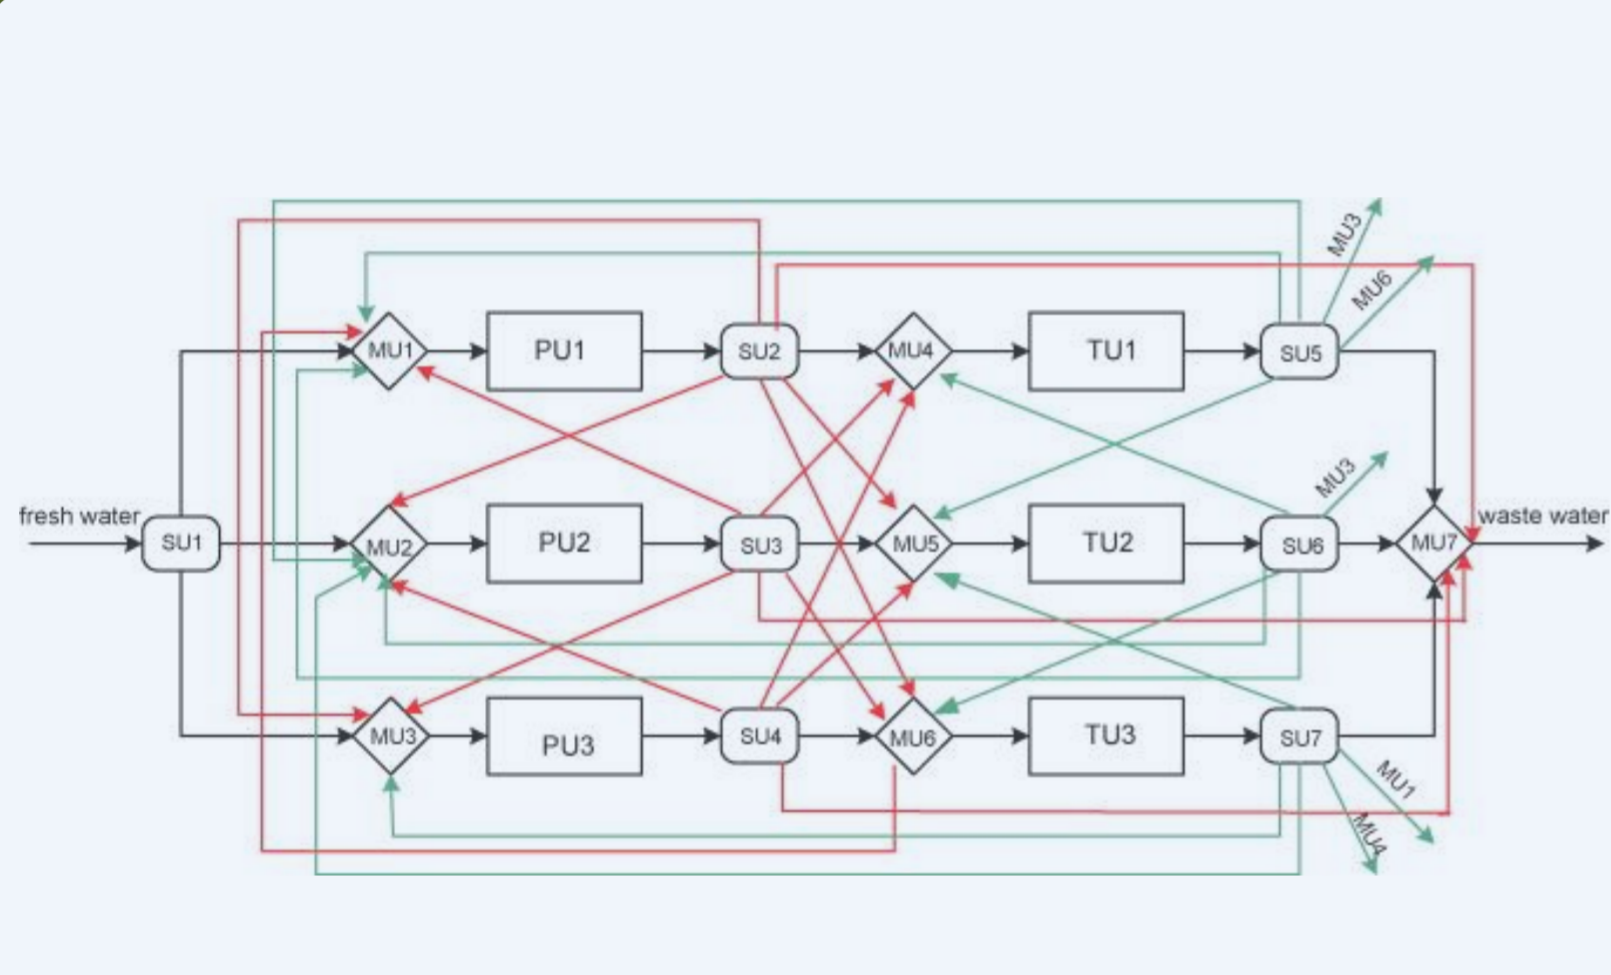 MU3
MU6
MU1
PU1
SU2
MU4
TU1
SU5
MU3
fresh water
SU1
MU2
PU2
SU3
MU5
TU2
SU6
MU7
waste water
MU3
PU3
SU4
MU6
TU3
SU7
MU1
MU4